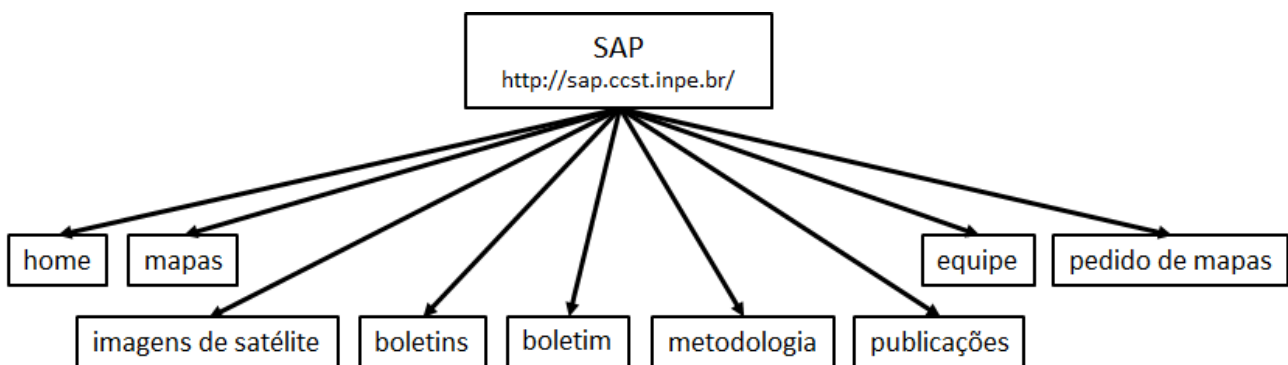 SAP
http://sap.ccst.inpe.br/
home
mapas
equipe
pedido de mapas
imagens de satélite
boletins
boletim
metodologia
publicações